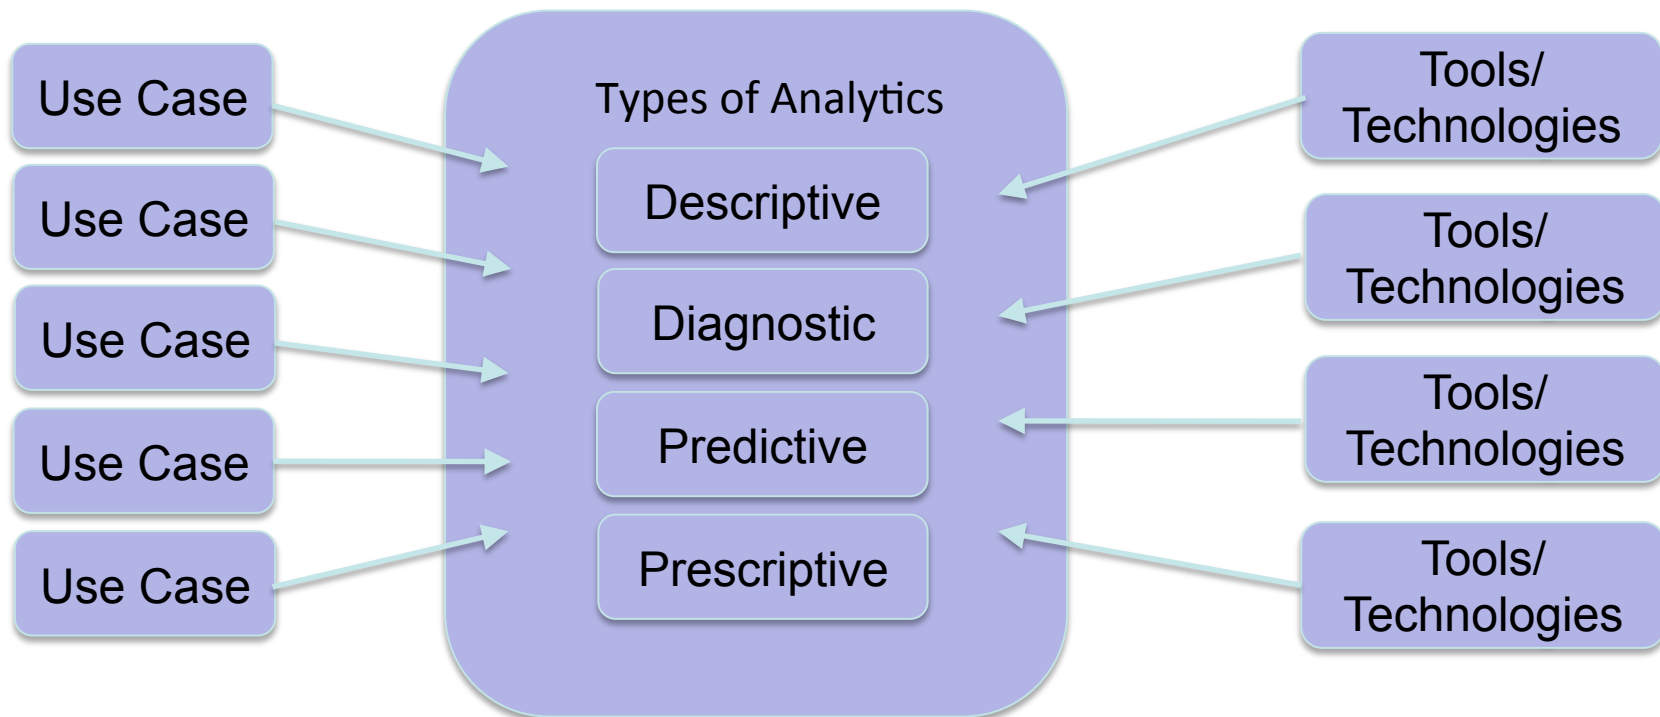 Use Case
Use Case
Use Case
Use Case
Use Case
Types of Analytics
Descriptive
Diagnostic
Predictive
Prescriptive
Tools/
Technologies
Tools/
Technologies
Tools/
Technologies
Tools/
Technologies